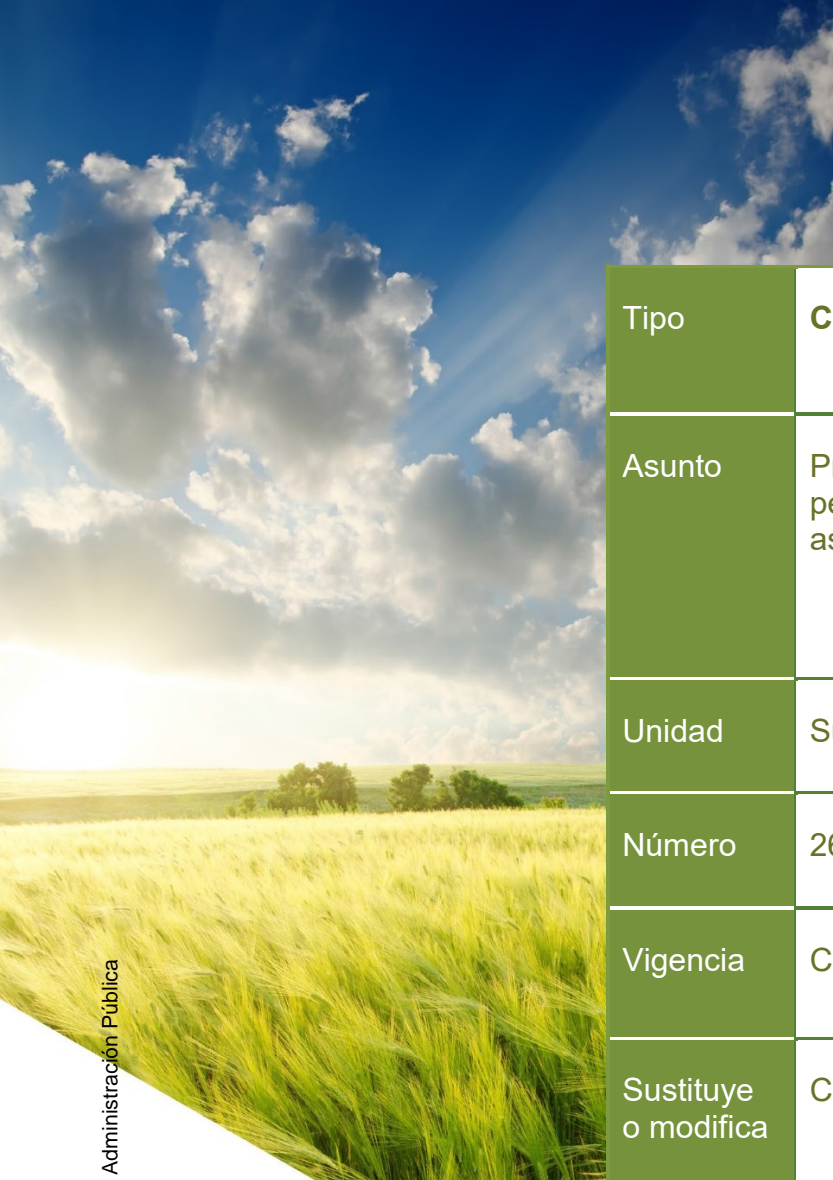 Tipo
Asunto
Unidad
Número
Vigencia
Sustituye
o modifica
Administración Pública